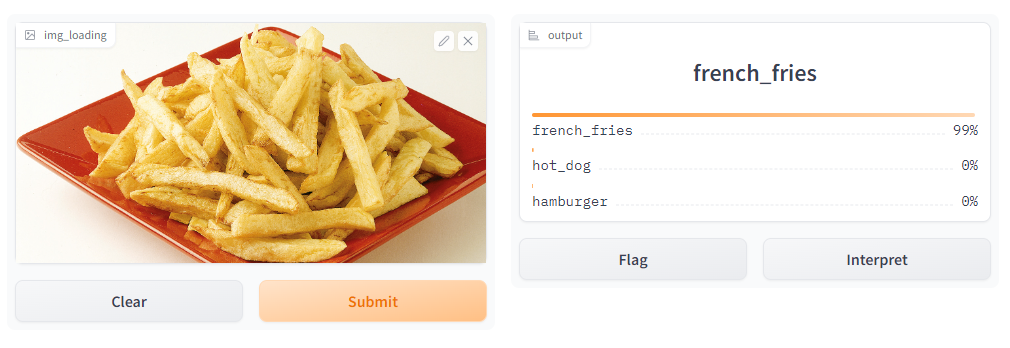 img_loading
Clear
Submit
output
french_fries
french_fries 99%
hot_dog 0%
hamburger 0%
Flag
Interpret